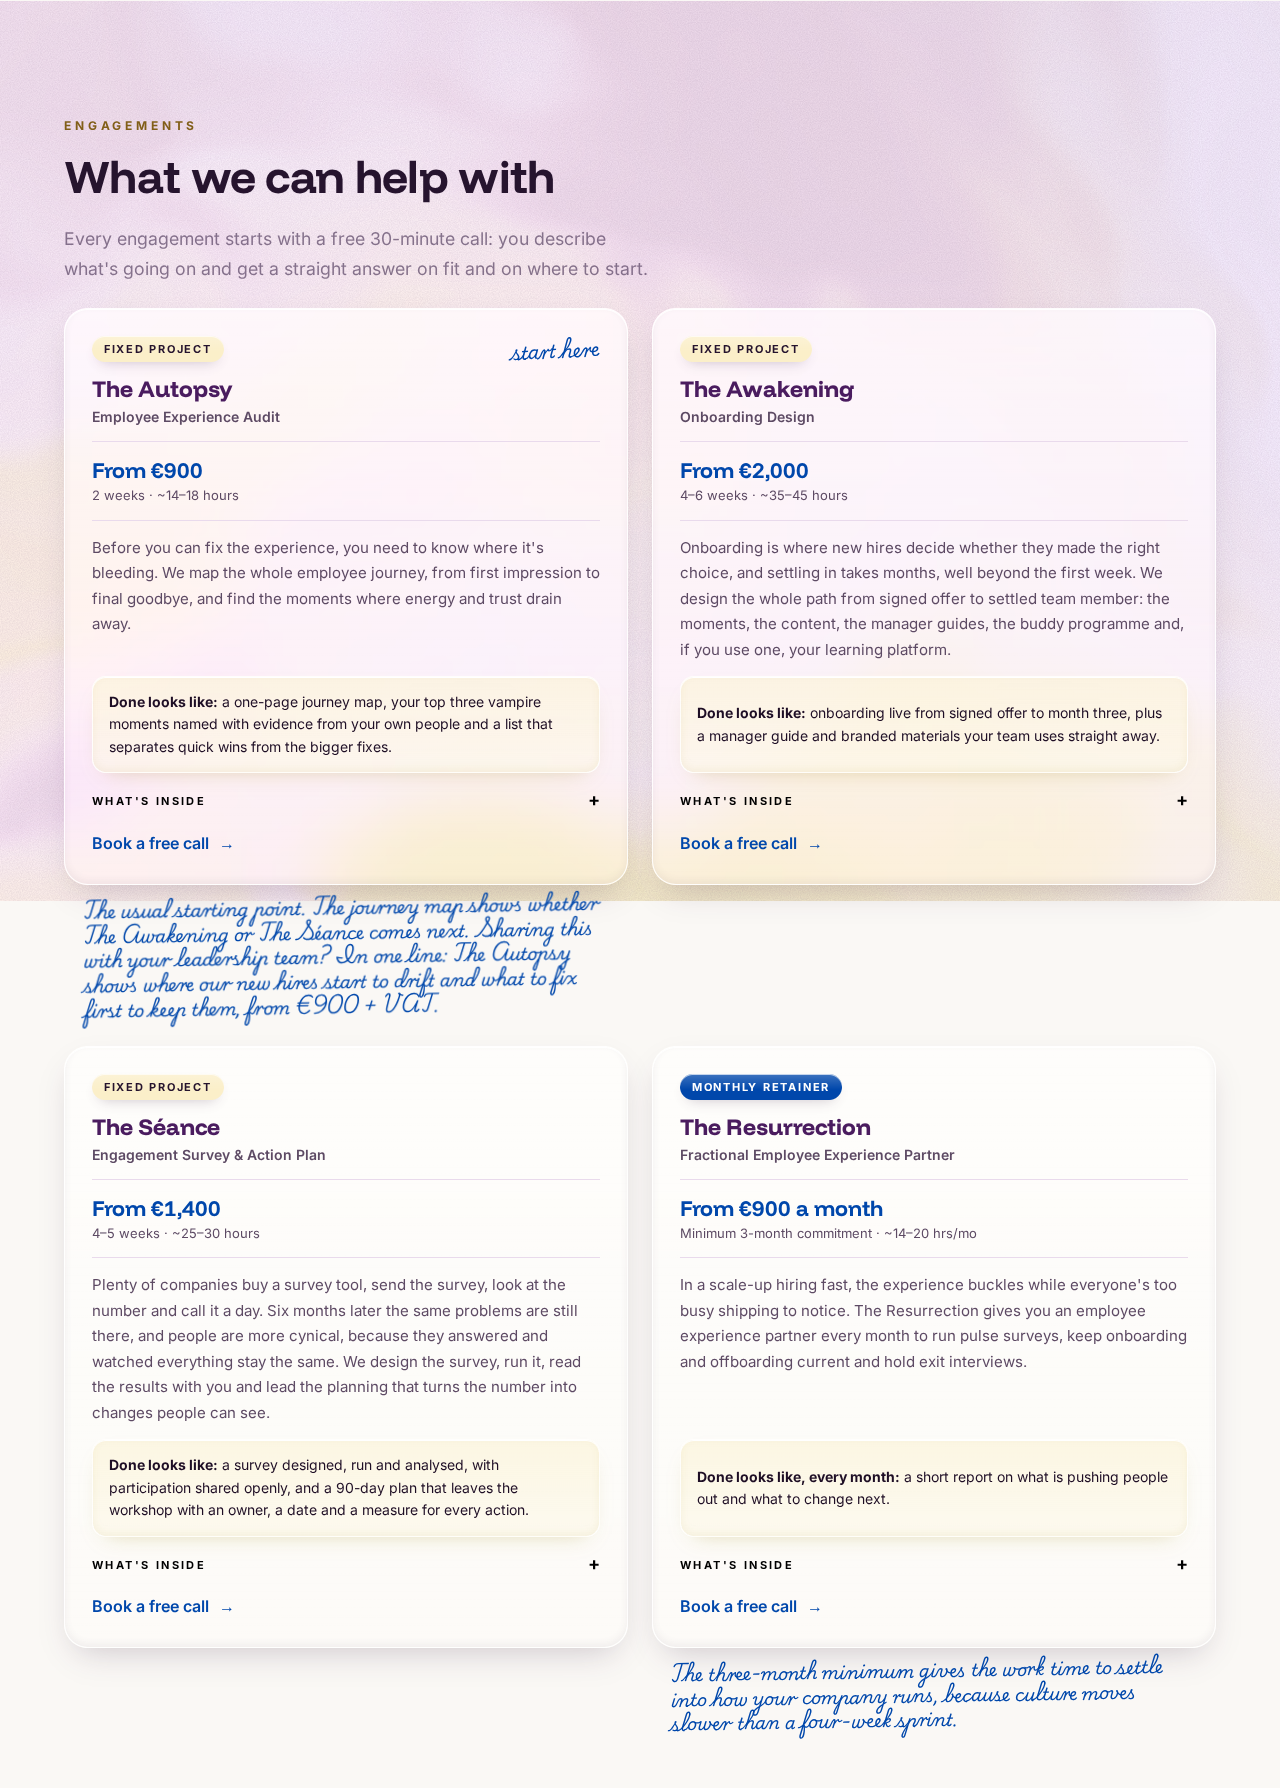 ENGAGEMENTS
What we can help with
Every engagement starts with a free 30-minute call: you describe
what's going on and get a straight answer on fit and on where to start.
FIXED PROJECT
start here
The Autopsy
Employee Experience Audit
From €900
2 weeks · ~14–18 hours
Before you can fix the experience, you need to know where it's
bleeding. We map the whole employee journey, from first impression to
final goodbye, and find the moments where energy and trust drain
away.
Done looks like: a one-page journey map, your top three vampire
moments named with evidence from your own people and a list that
separates quick wins from the bigger fixes.
WHAT'S INSIDE +
Book a free call →
The usual starting point. The journey map shows whether
The Awakening or The Séance comes next. Sharing this
with your leadership team? In one line: The Autopsy
shows where our new hires start to drift and what to fix
first to keep them, from €900 + VAT.
FIXED PROJECT
The Awakening
Onboarding Design
From €2,000
4–6 weeks · ~35–45 hours
Onboarding is where new hires decide whether they made the right
choice, and settling in takes months, well beyond the first week. We
design the whole path from signed offer to settled team member: the
moments, the content, the manager guides, the buddy programme and,
if you use one, your learning platform.
Done looks like: onboarding live from signed offer to month three, plus
a manager guide and branded materials your team uses straight away.
WHAT'S INSIDE +
Book a free call →
FIXED PROJECT
The Séance
Engagement Survey & Action Plan
From €1,400
4–5 weeks · ~25–30 hours
Plenty of companies buy a survey tool, send the survey, look at the
number and call it a day. Six months later the same problems are still
there, and people are more cynical, because they answered and
watched everything stay the same. We design the survey, run it, read
the results with you and lead the planning that turns the number into
changes people can see.
Done looks like: a survey designed, run and analysed, with
participation shared openly, and a 90-day plan that leaves the
workshop with an owner, a date and a measure for every action.
WHAT'S INSIDE +
Book a free call →
MONTHLY RETAINER
The Resurrection
Fractional Employee Experience Partner
From €900 a month
Minimum 3-month commitment · ~14–20 hrs/mo
In a scale-up hiring fast, the experience buckles while everyone's too
busy shipping to notice. The Resurrection gives you an employee
experience partner every month to run pulse surveys, keep onboarding
and offboarding current and hold exit interviews.
Done looks like, every month: a short report on what is pushing people
out and what to change next.
WHAT'S INSIDE +
Book a free call →
The three-month minimum gives the work time to settle
into how your company runs, because culture moves
slower than a four-week sprint.